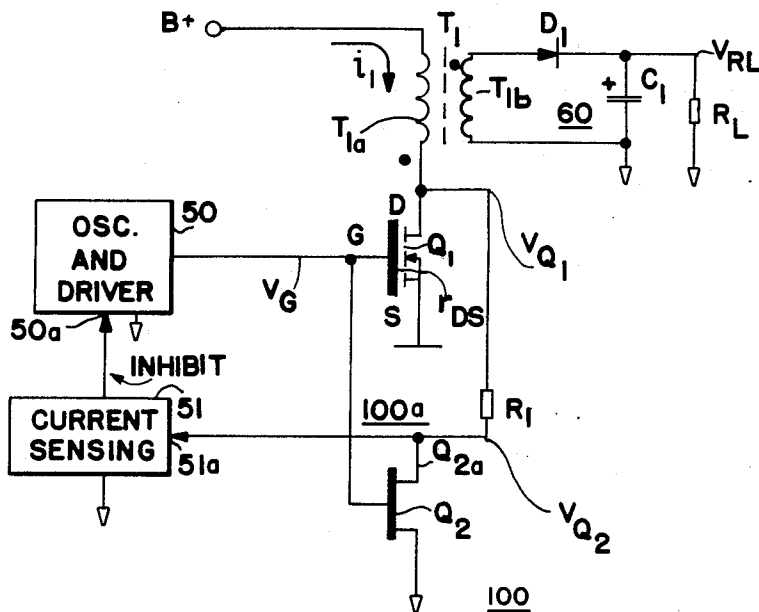 B+
i1
T1
D1
VRL
T1b
+
C1
60
RL
T1a
50
OSC.
AND
DRIVER
D
G
Q1
VQ1
VG
S
rDS
50a
INHIBIT
51
100a
R1
CURRENT
SENSING
51a
Q2a
Q2
VQ2
100